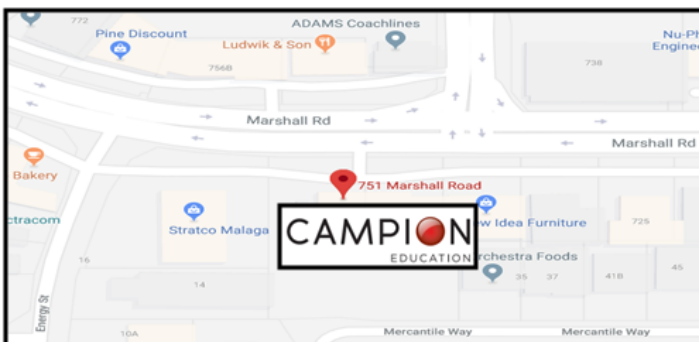 772
ADAMS Coachlines
Pine Discount
Ludwik & Son
Nu-Ph
Enginee
756B
738
Marshall Rd
Marshall Rd
Bakery
751 Marshall Road
ctracom
Stratco Malaga
CAMPION
EDUCATION
w Idea Furniture
725
rchestra Foods
16
14
35
37
41B
45
Energy St
10A
Mercantile Way
Mercantile Way